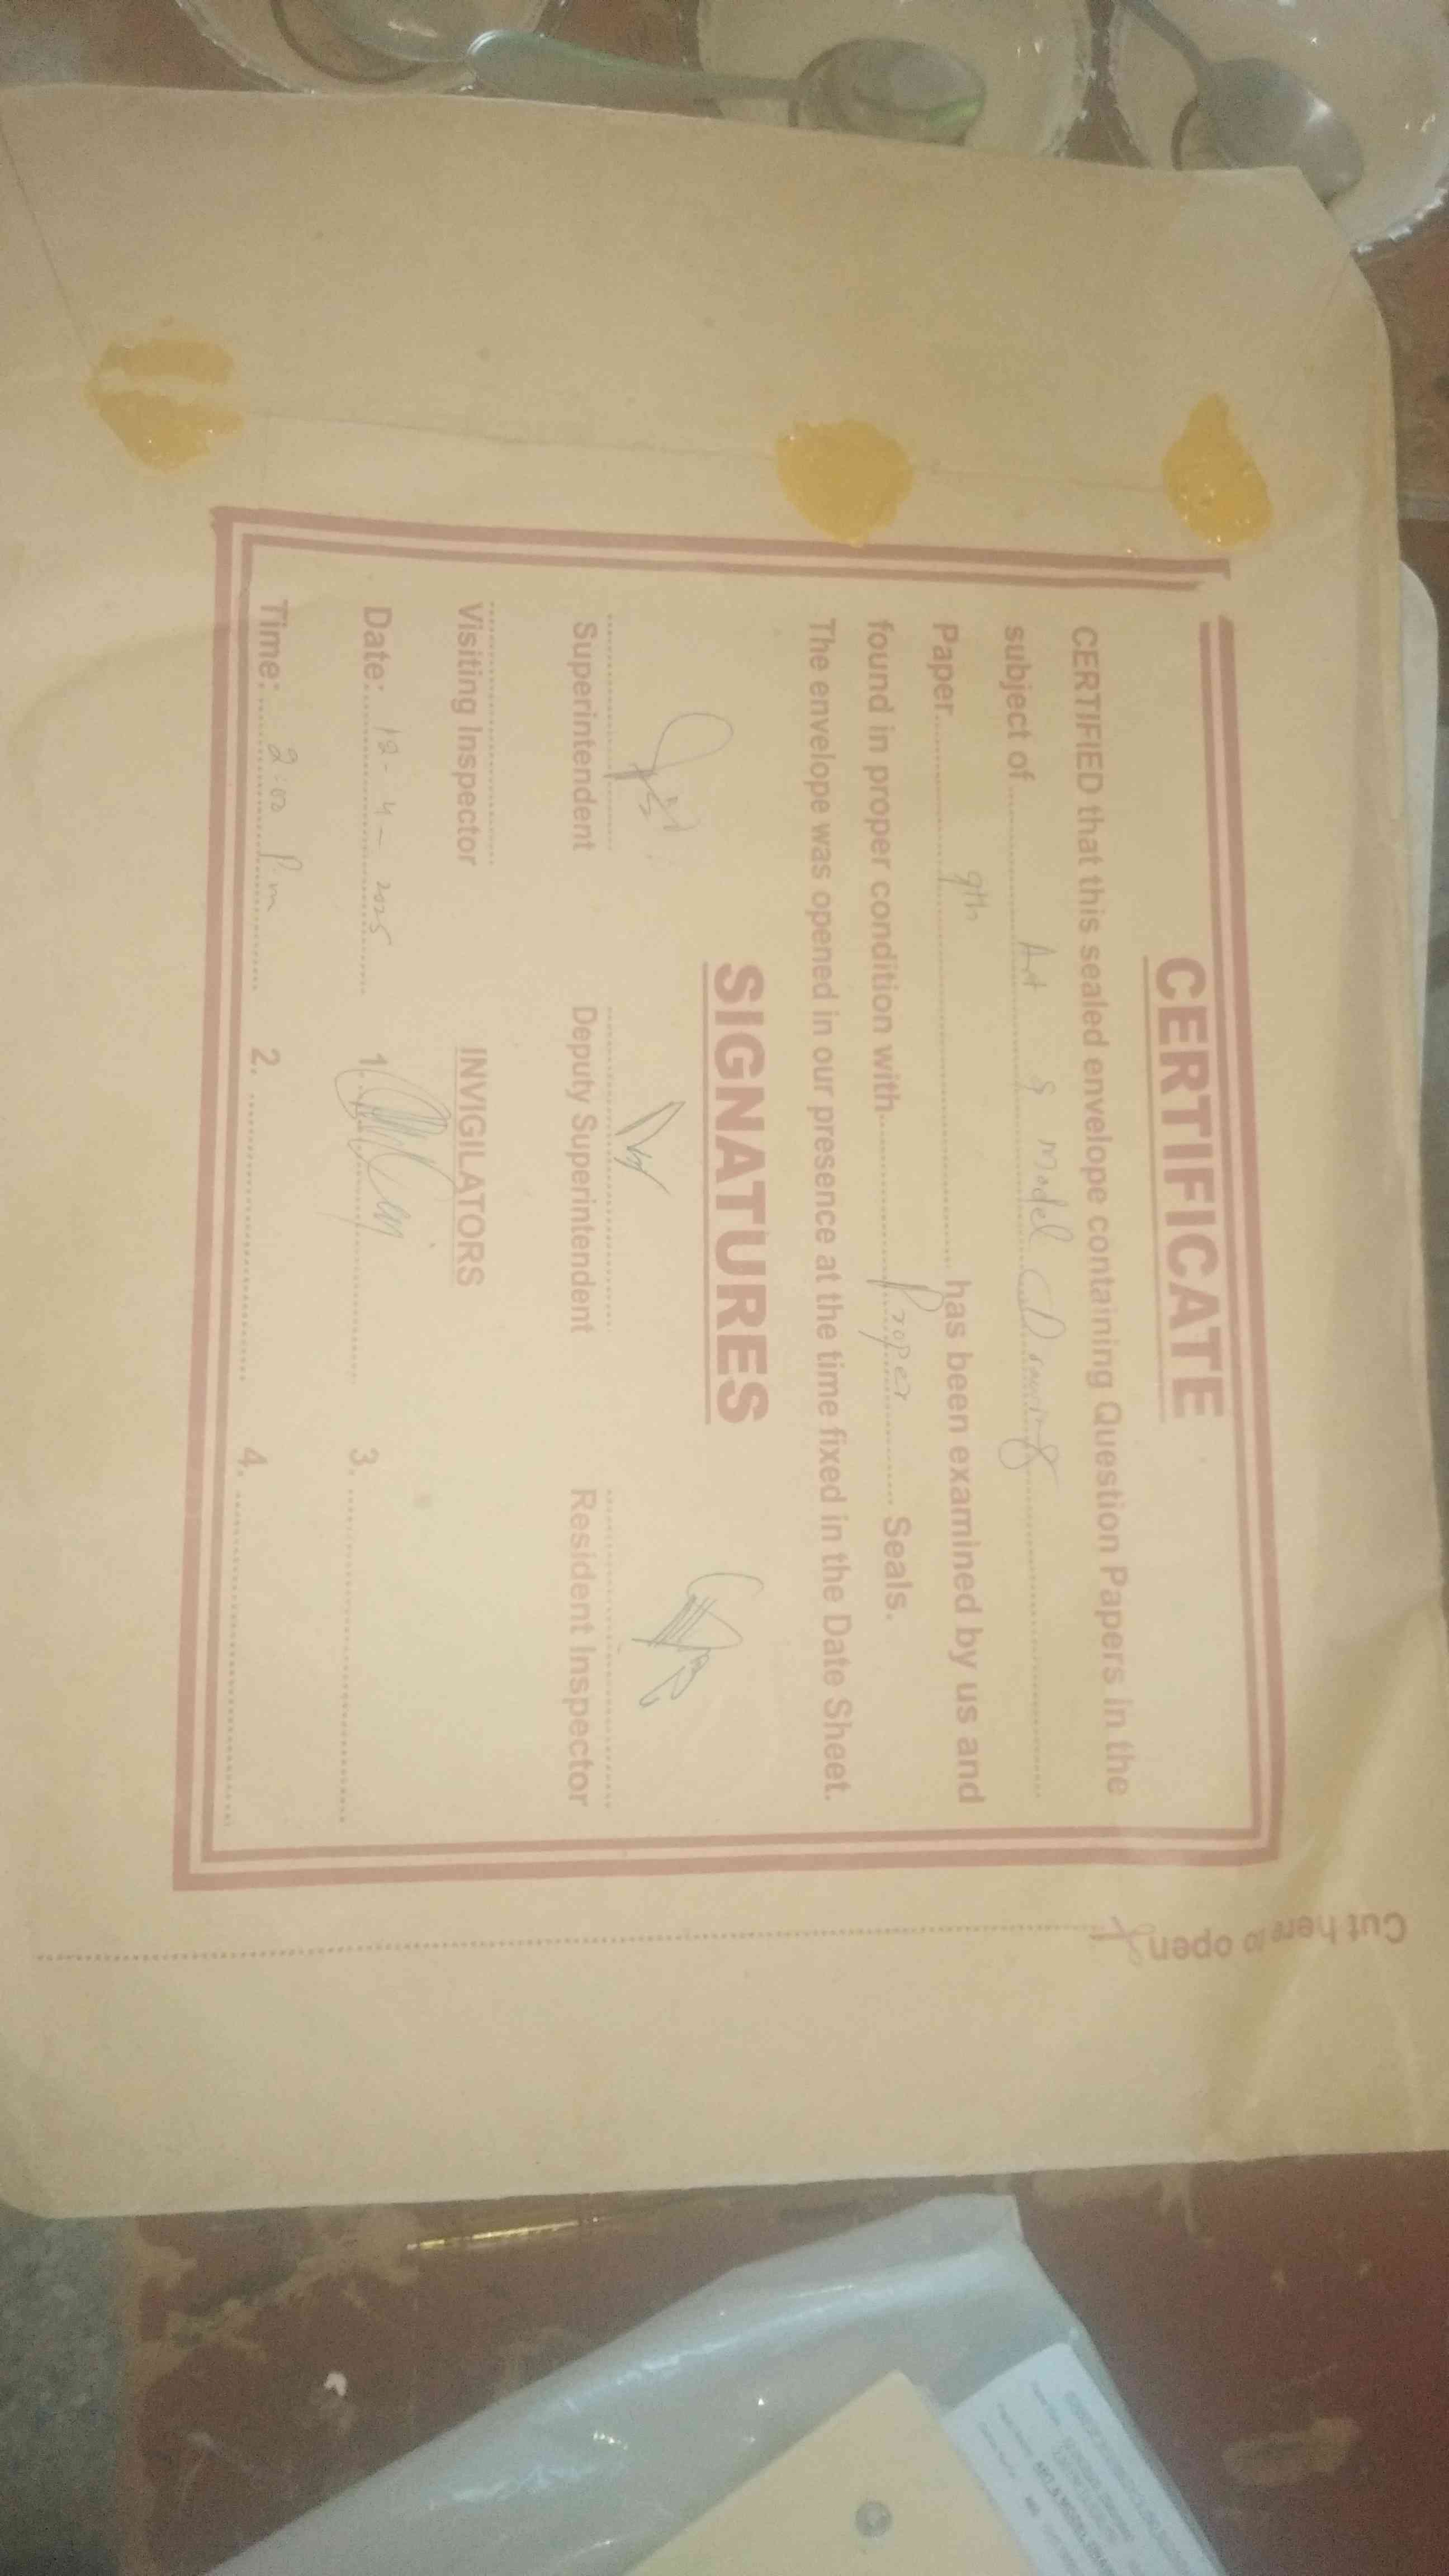 CERTIFICATE
CERTIFIED that this sealed envelope containing Question Papers in the
subject of Art & Model Drawing
Paper 9th has been examined by us and
found in proper condition with Proper Seals.
The envelope was opened in our presence at the time fixed in the Date Sheet.
SIGNATURES
Superintendent Deputy Superintendent Resident Inspector
Visiting Inspector INVIGILATORS
Date: 18-4-2025 1. 3.
Time: 2:00 P.m 2. 4.
Cut here to open